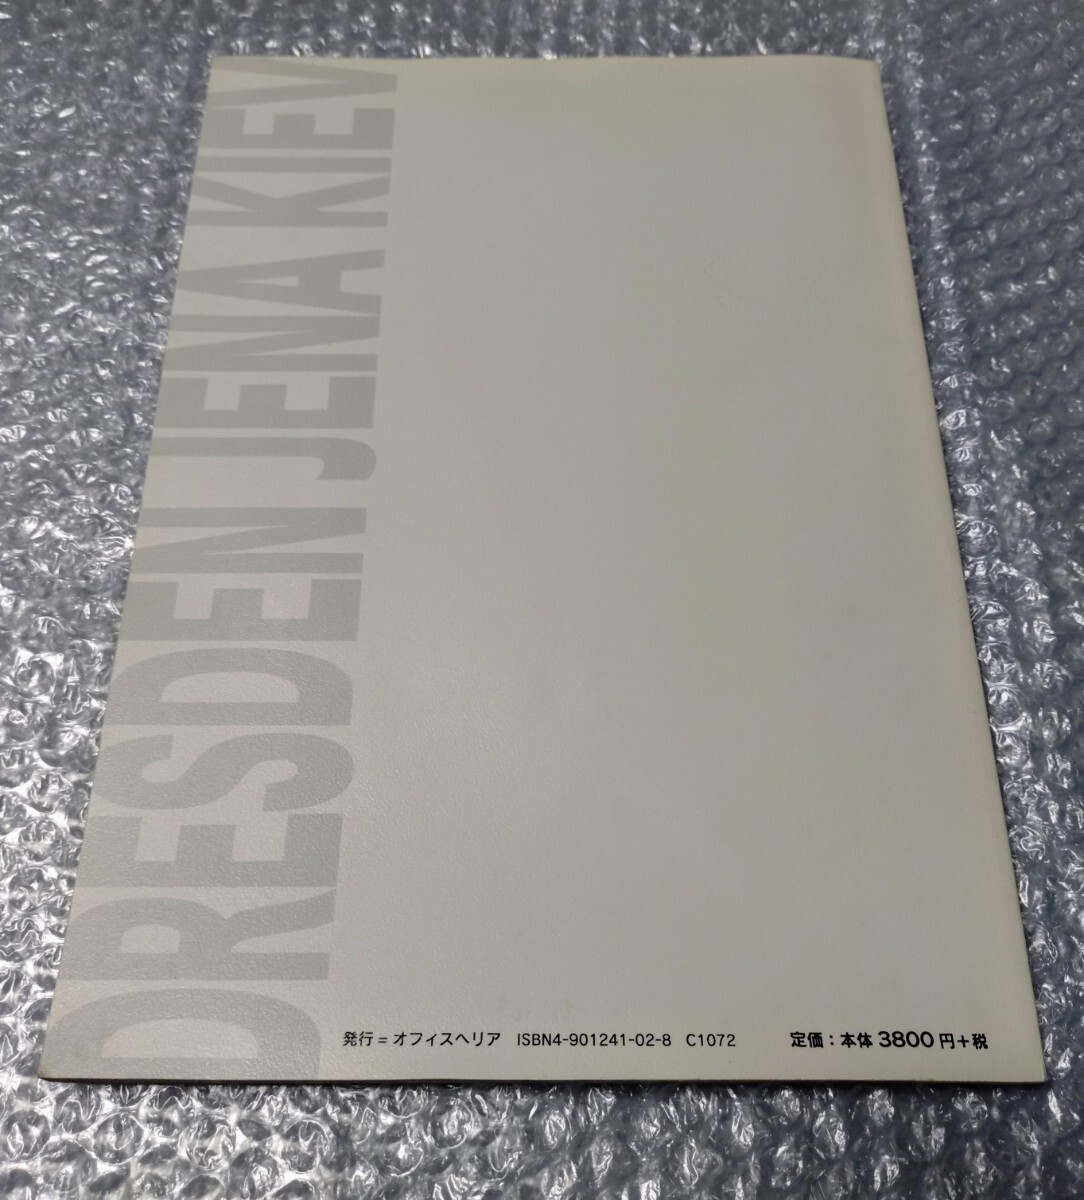 DRESDEN JENA KIEV
発行=オフィスヘリア ISBN4-901241-02-8 C1072 定価：本体3800円+税